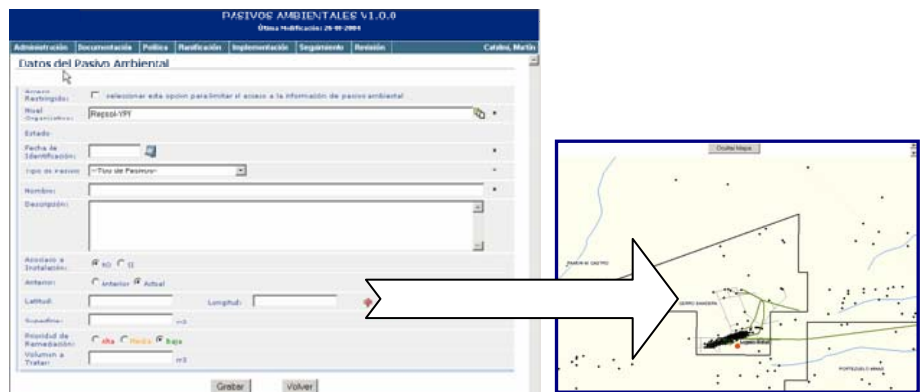 PASIVOS AMBIENTALES V1.0.0
Última Modificación: 26-08-2004
Administración Documentación Política Planificación Implementación Seguimiento Revisión Catalini, Martín
Datos del Pasivo Ambiental
Acceso Restringido: seleccionar esta opción para limitar el acceso a la información de pasivo ambiental
Nivel Organizativo: Repsol-YPF *
Estado
Fecha de Identificación: *
Tipo de Pasivo --Tipo de Pasivos-- *
Nombre: *
Descripción:
Asociado a Instalación: NO SI
Anterior: Anterior Actual
Latitud: Longitud:
Superficie: m2
Prioridad de Remediación: Alta Media Baja
Volumen a Tratar: m3
Grabar Volver
Ocultar Mapa
CERRO BANDERA
PORTEZUELO MINAS